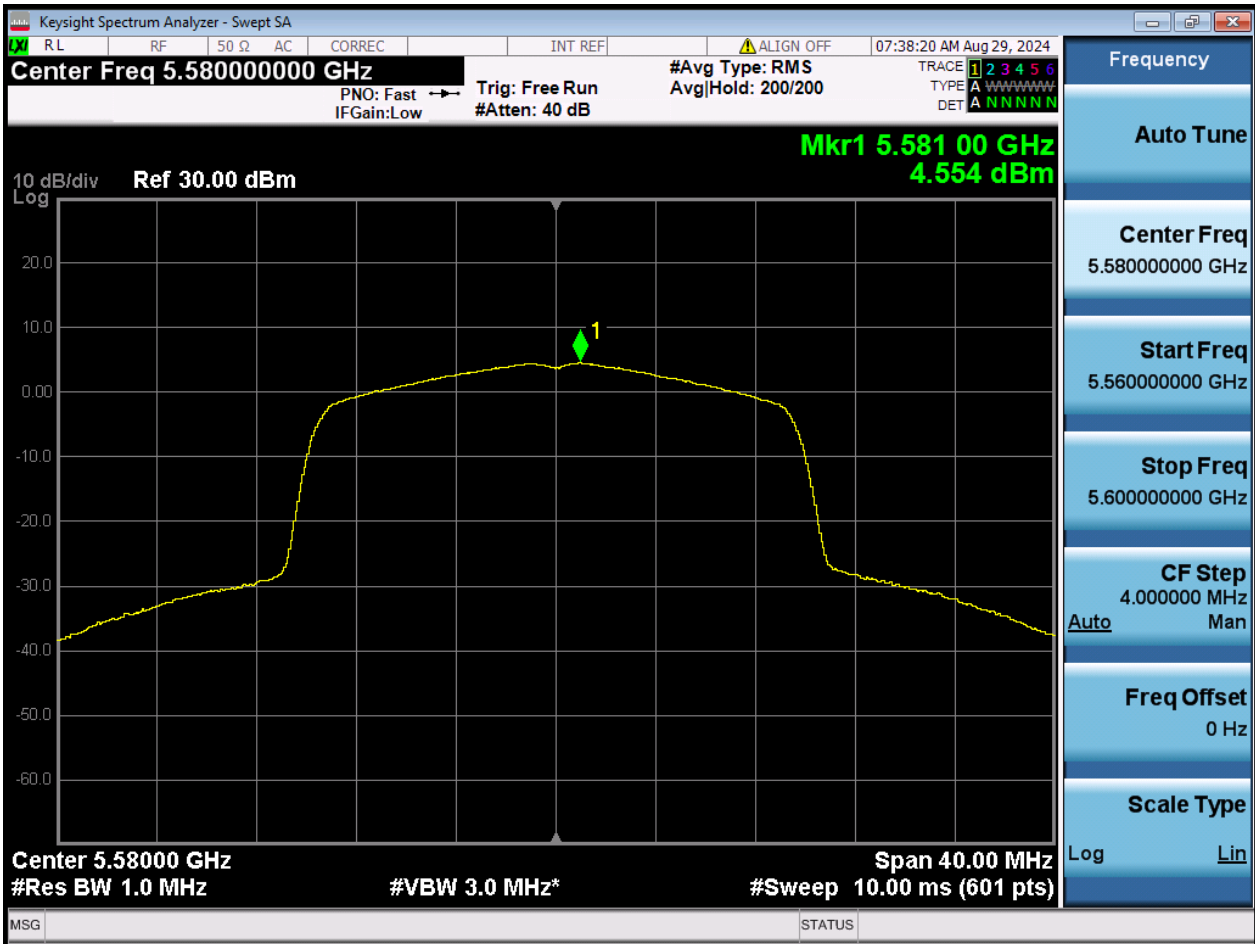 Keysight Spectrum Analyzer - Swept SA
LXI RL RF 50 Ω AC CORREC INT REF ALIGN OFF 07:38:20 AM Aug 29, 2024
Center Freq 5.580000000 GHz
PNO: Fast
IFGain:Low
Trig: Free Run
#Atten: 40 dB
#Avg Type: RMS
Avg|Hold: 200/200
TRACE 1 2 3 4 5 6
TYPE A WWWWW
DET A N N N N N
Mkr1 5.581 00 GHz
4.554 dBm
10 dB/div Ref 30.00 dBm
Log
20.0
10.0
0.00
-10.0
-20.0
-30.0
-40.0
-50.0
-60.0
1
Center 5.58000 GHz Span 40.00 MHz
#Res BW 1.0 MHz #VBW 3.0 MHz* #Sweep 10.00 ms (601 pts)
MSG STATUS
Frequency
Auto Tune
Center Freq
5.580000000 GHz
Start Freq
5.560000000 GHz
Stop Freq
5.600000000 GHz
CF Step
4.000000 MHz
Auto Man
Freq Offset
0 Hz
Scale Type
Log Lin